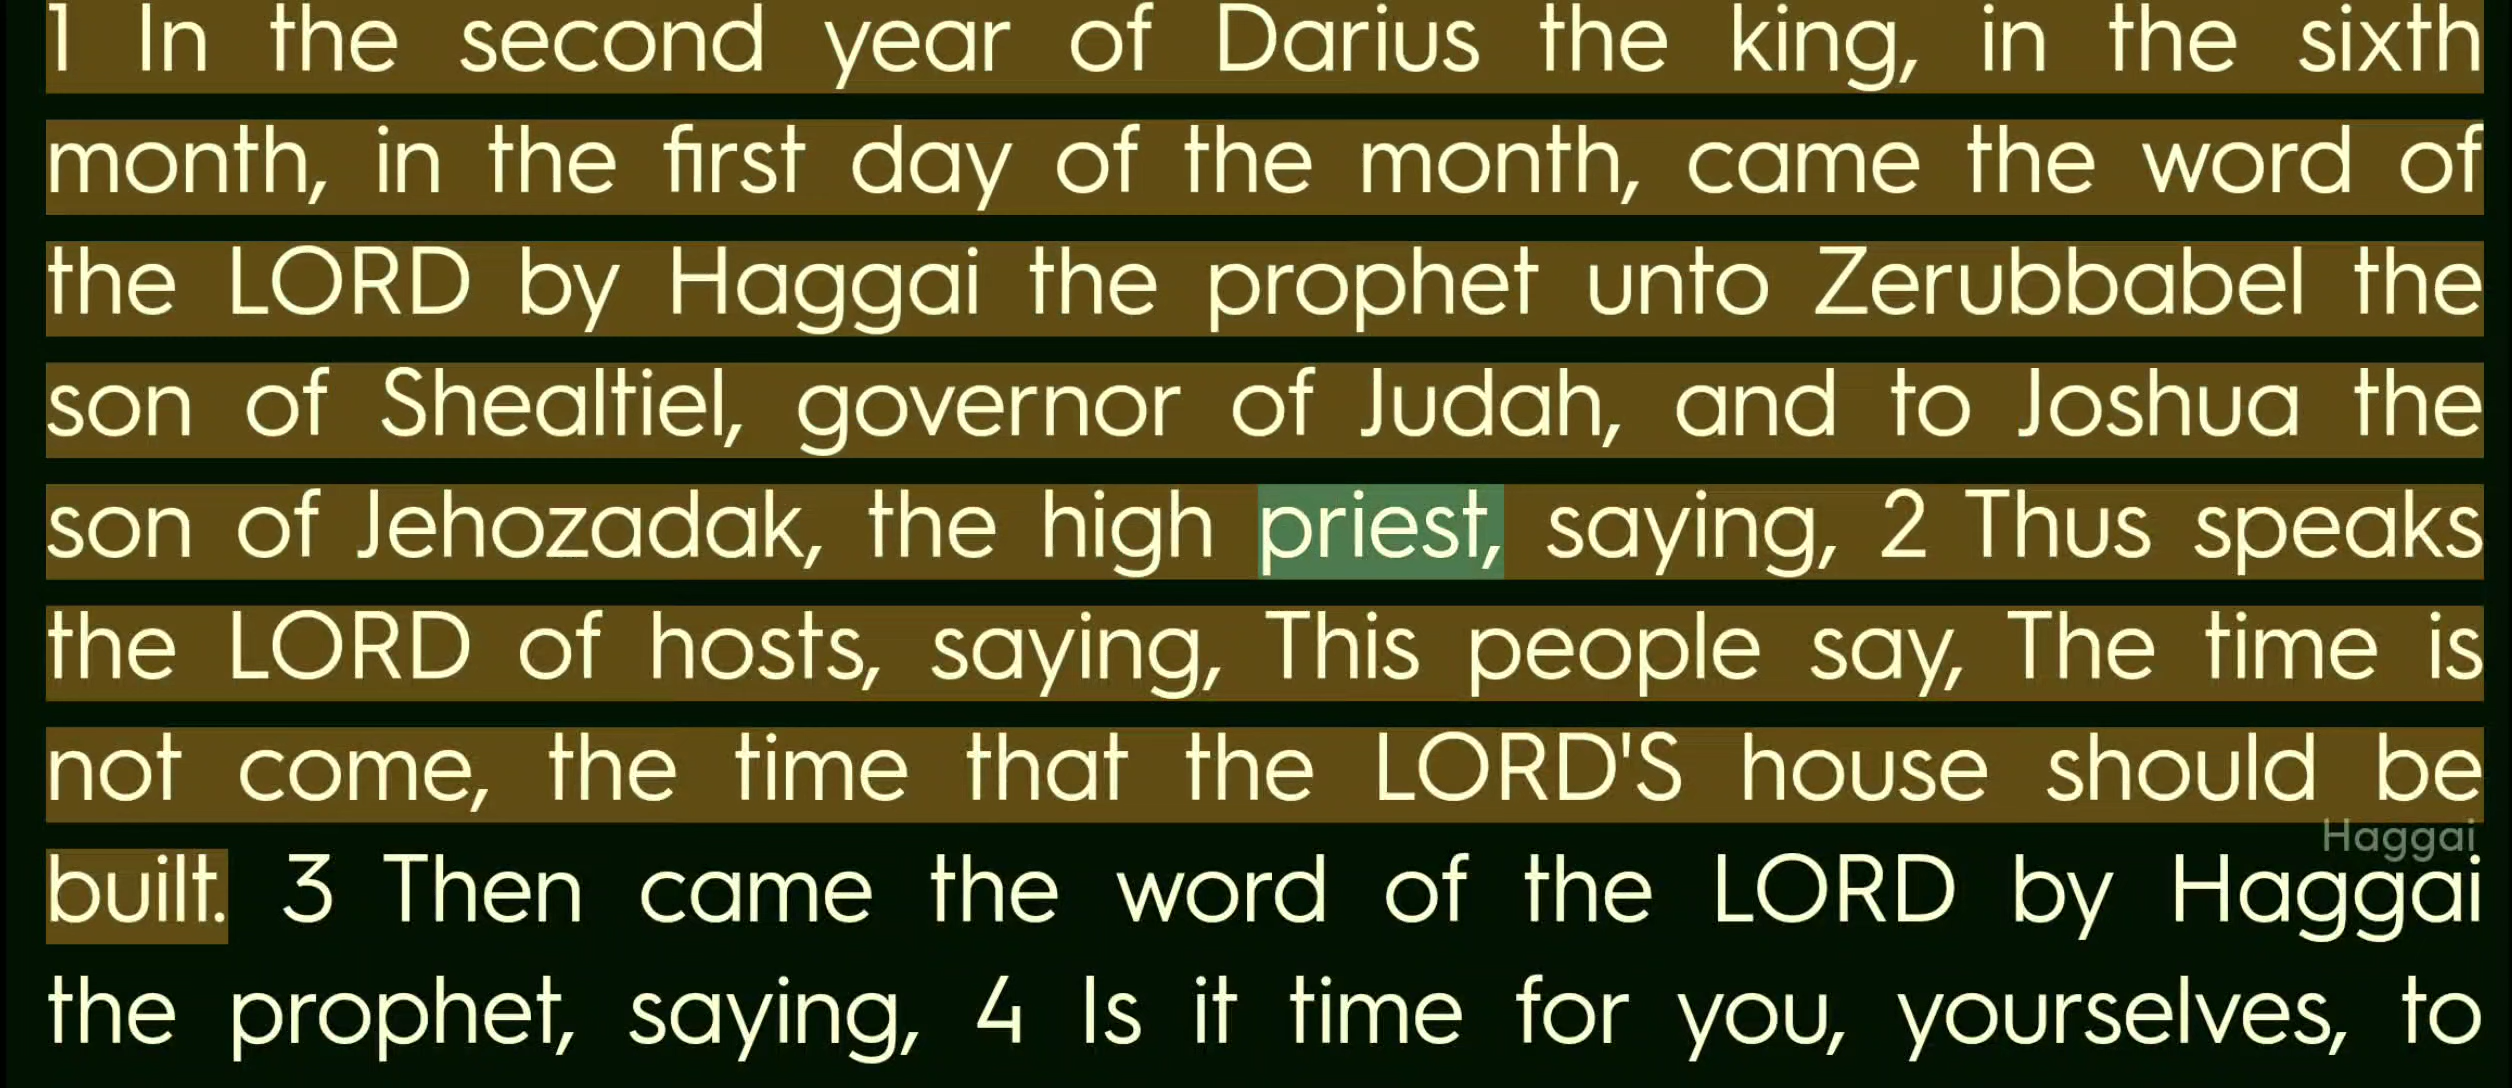 1 In the second year of Darius the king, in the sixth
month, in the first day of the month, came the word of
the LORD by Haggai the prophet unto Zerubbabel the
son of Shealtiel, governor of Judah, and to Joshua the
son of Jehozadak, the high priest, saying, 2 Thus speaks
the LORD of hosts, saying, This people say, The time is
not come, the time that the LORD'S house should be
Haggai
built. 3 Then came the word of the LORD by Haggai
the prophet, saying, 4 Is it time for you, yourselves, to